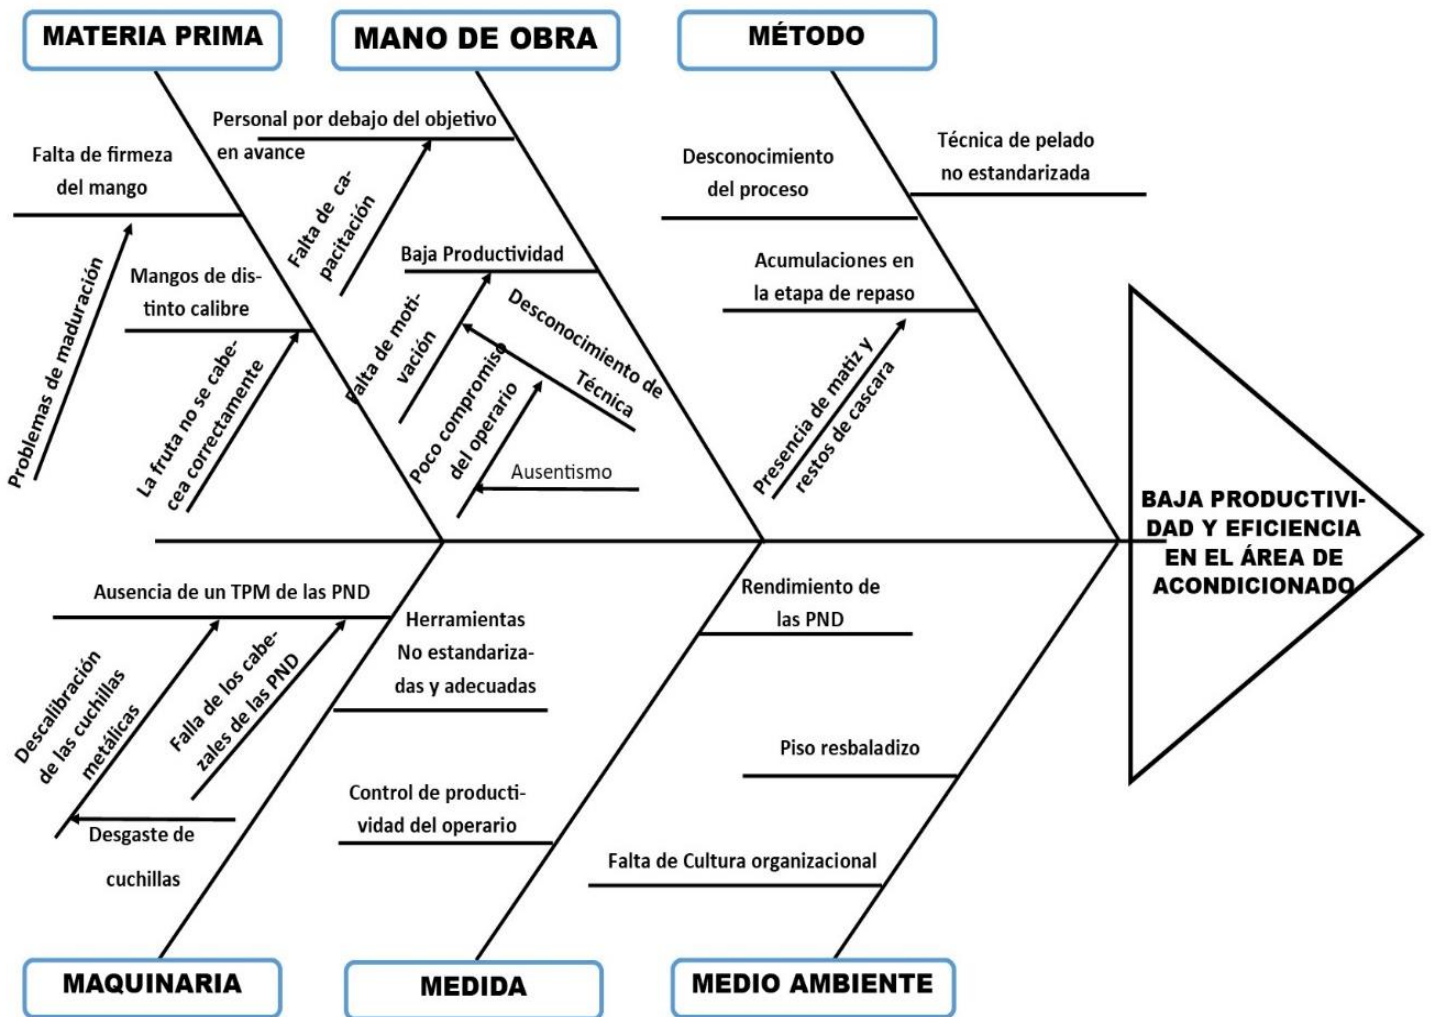 MATERIA PRIMA
MANO DE OBRA
MÉTODO
Falta de firmeza
del mango
Problemas de maduración
Mangos de dis-
tinto calibre
La fruta no se cabe-
cea correctamente
Personal por debajo del objetivo
en avance
Falta de ca-
pacitación
Baja Productividad
Falta de moti-
vación
Desconocimiento de
Técnica
Poco compromiso
del operario
Ausentismo
Desconocimiento
del proceso
Técnica de pelado
no estandarizada
Acumulaciones en
la etapa de repaso
Presencia de matiz y
restos de cascara
BAJA PRODUCTIVI-
DAD Y EFICIENCIA
EN EL ÁREA DE
ACONDICIONADO
Ausencia de un TPM de las PND
Descalibración
de las cuchillas
metálicas
Falla de los cabe-
zales de las PND
Desgaste de
cuchillas
Herramientas
No estandariza-
das y adecuadas
Control de producti-
vidad del operario
Rendimiento de
las PND
Piso resbaladizo
Falta de Cultura organizacional
MAQUINARIA
MEDIDA
MEDIO AMBIENTE